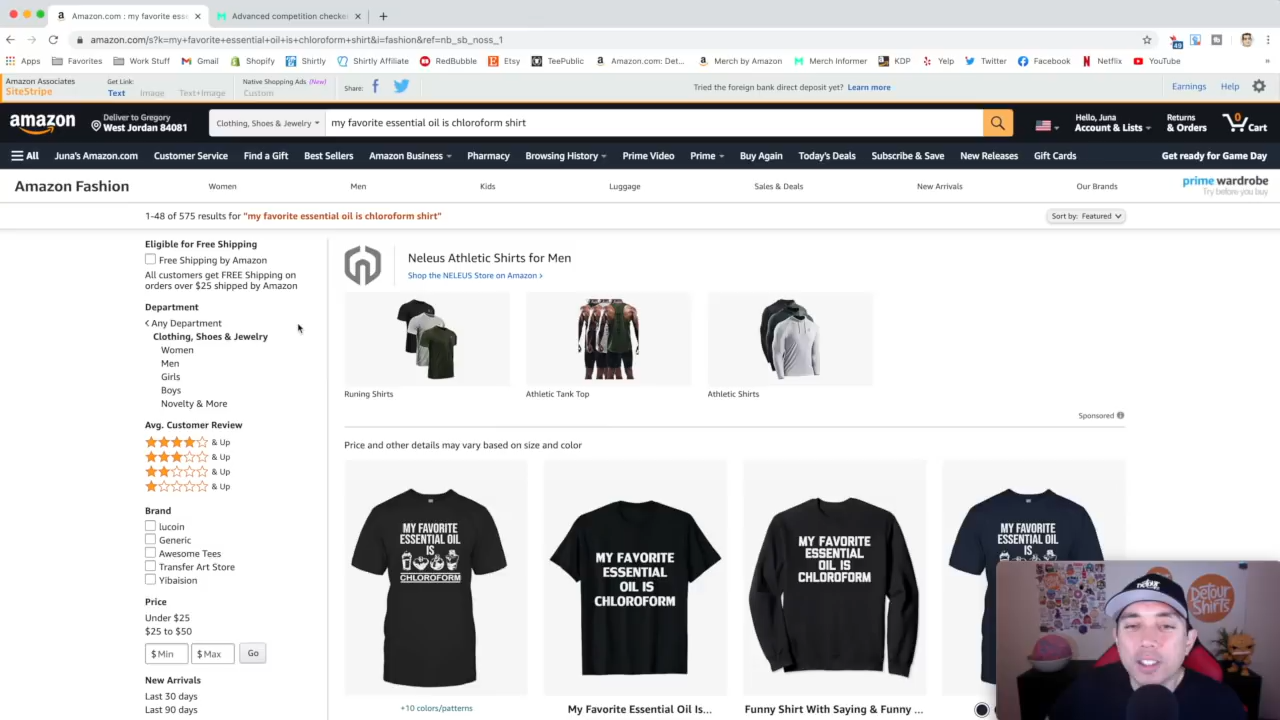 Amazon.com : my favorite esse
Advanced competition checke
amazon.com/s?k=my+favorite+essential+oil+is+chloroform+shirt&i=fashion&ref=nb_sb_noss_1
49
Apps Favorites Work Stuff Gmail Shopify Shirtly Shirtly Affiliate RedBubble Etsy TeePublic Amazon.com: Det... Merch by Amazon Merch Informer KDP Yelp Twitter Facebook Netflix YouTube »
Amazon Associates
SiteStripe
Get Link:
Text Image Text+Image
Native Shopping Ads (New)
Custom
Share:
Tried the foreign bank direct deposit yet? Learn more
Earnings Help
amazon
Deliver to Gregory
West Jordan 84081
Clothing, Shoes & Jewelry
my favorite essential oil is chloroform shirt
Hello, Juna
Account & Lists
Returns
& Orders
0
Cart
All Juna's Amazon.com Customer Service Find a Gift Best Sellers Amazon Business Pharmacy Browsing History Prime Video Prime Buy Again Today's Deals Subscribe & Save New Releases Gift Cards Get ready for Game Day
Amazon Fashion Women Men Kids Luggage Sales & Deals New Arrivals Our Brands
prime wardrobe
Try before you buy
1-48 of 575 results for "my favorite essential oil is chloroform shirt"
Sort by: Featured
Eligible for Free Shipping
Free Shipping by Amazon
All customers get FREE Shipping on
orders over $25 shipped by Amazon
Department
Any Department
Clothing, Shoes & Jewelry
Women
Men
Girls
Boys
Novelty & More
Avg. Customer Review
& Up
& Up
& Up
& Up
Brand
lucoin
Generic
Awesome Tees
Transfer Art Store
Yibaision
Price
Under $25
$25 to $50
$ Min $ Max Go
New Arrivals
Last 30 days
Last 90 days
Neleus Athletic Shirts for Men
Shop the NELEUS Store on Amazon ›
Runing Shirts
Athletic Tank Top
Athletic Shirts
Sponsored
Price and other details may vary based on size and color
MY FAVORITE
ESSENTIAL OIL
IS
CHLOROFORM
+10 colors/patterns
MY FAVORITE
ESSENTIAL
OIL IS
CHLOROFORM
My Favorite Essential Oil Is...
MY FAVORITE
ESSENTIAL
OIL IS
CHLOROFORM
Funny Shirt With Saying & Funny ...
MY FAVORITE
ESSENTIAL OIL
IS
DETOUR
SHIRTS